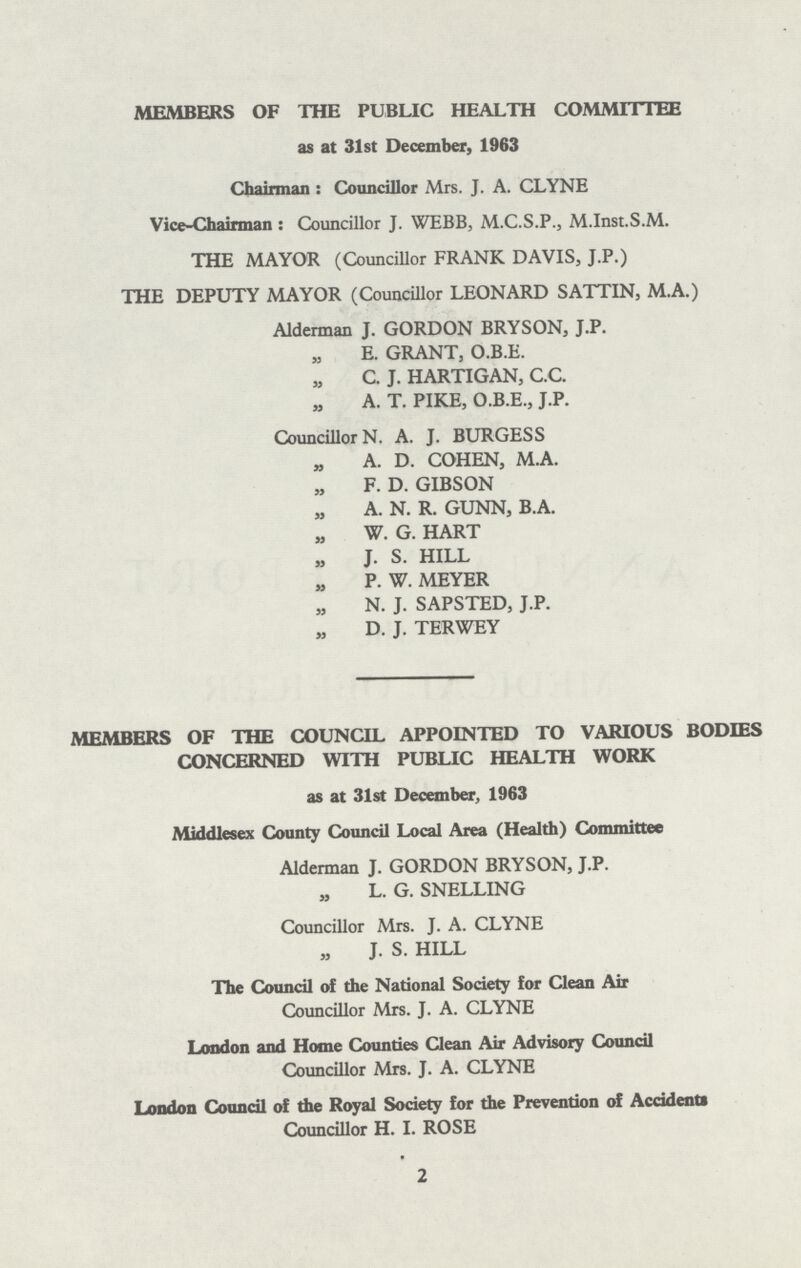 MEMBERS OF THE PUBLIC HEALTH COMMITTEE
as at 31st December, 1963
Chairman : Councillor Mrs. J. A. CLYNE
Vice-Chairman : Councillor J. WEBB, M.C.S.P., M.Inst.S.M.
THE MAYOR (Councillor FRANK DAVIS, J.P.)
THE DEPUTY MAYOR (Councillor LEONARD SATTIN, M.A.)
Alderman J. GORDON BRYSON, J.P.
„ E. GRANT, O.B.E.
„ C. J. HARTIGAN, C.C.
„ A. T. PIKE, O.B.E., J.P.
Councillor N. A. J. BURGESS
„ A. D. COHEN, M.A.
„ F. D. GIBSON
„ A. N. R. GUNN, B.A.
„ W. G. HART
„ J. S. HILL
„ P. W. MEYER
„ N. J. SAPSTED, J.P.
„ D. J. TERWEY
MEMBERS OF THE COUNCIL APPOINTED TO VARIOUS BODIES
CONCERNED WITH PUBLIC HEALTH WORK
as at 31st December, 1963
Middlesex County Council Local Area (Health) Committee
Alderman J. GORDON BRYSON, J.P.
„ L. G. SNELLING
Councillor Mrs. J. A. CLYNE
„ J. S. HILL
The Council of the National Society for Clean Air
Councillor Mrs. J. A. CLYNE
London and Home Counties Clean Air Advisory Council
Councillor Mrs. J. A. CLYNE
London Council of the Royal Society for the Prevention of Accidents
Councillor H. I. ROSE
2